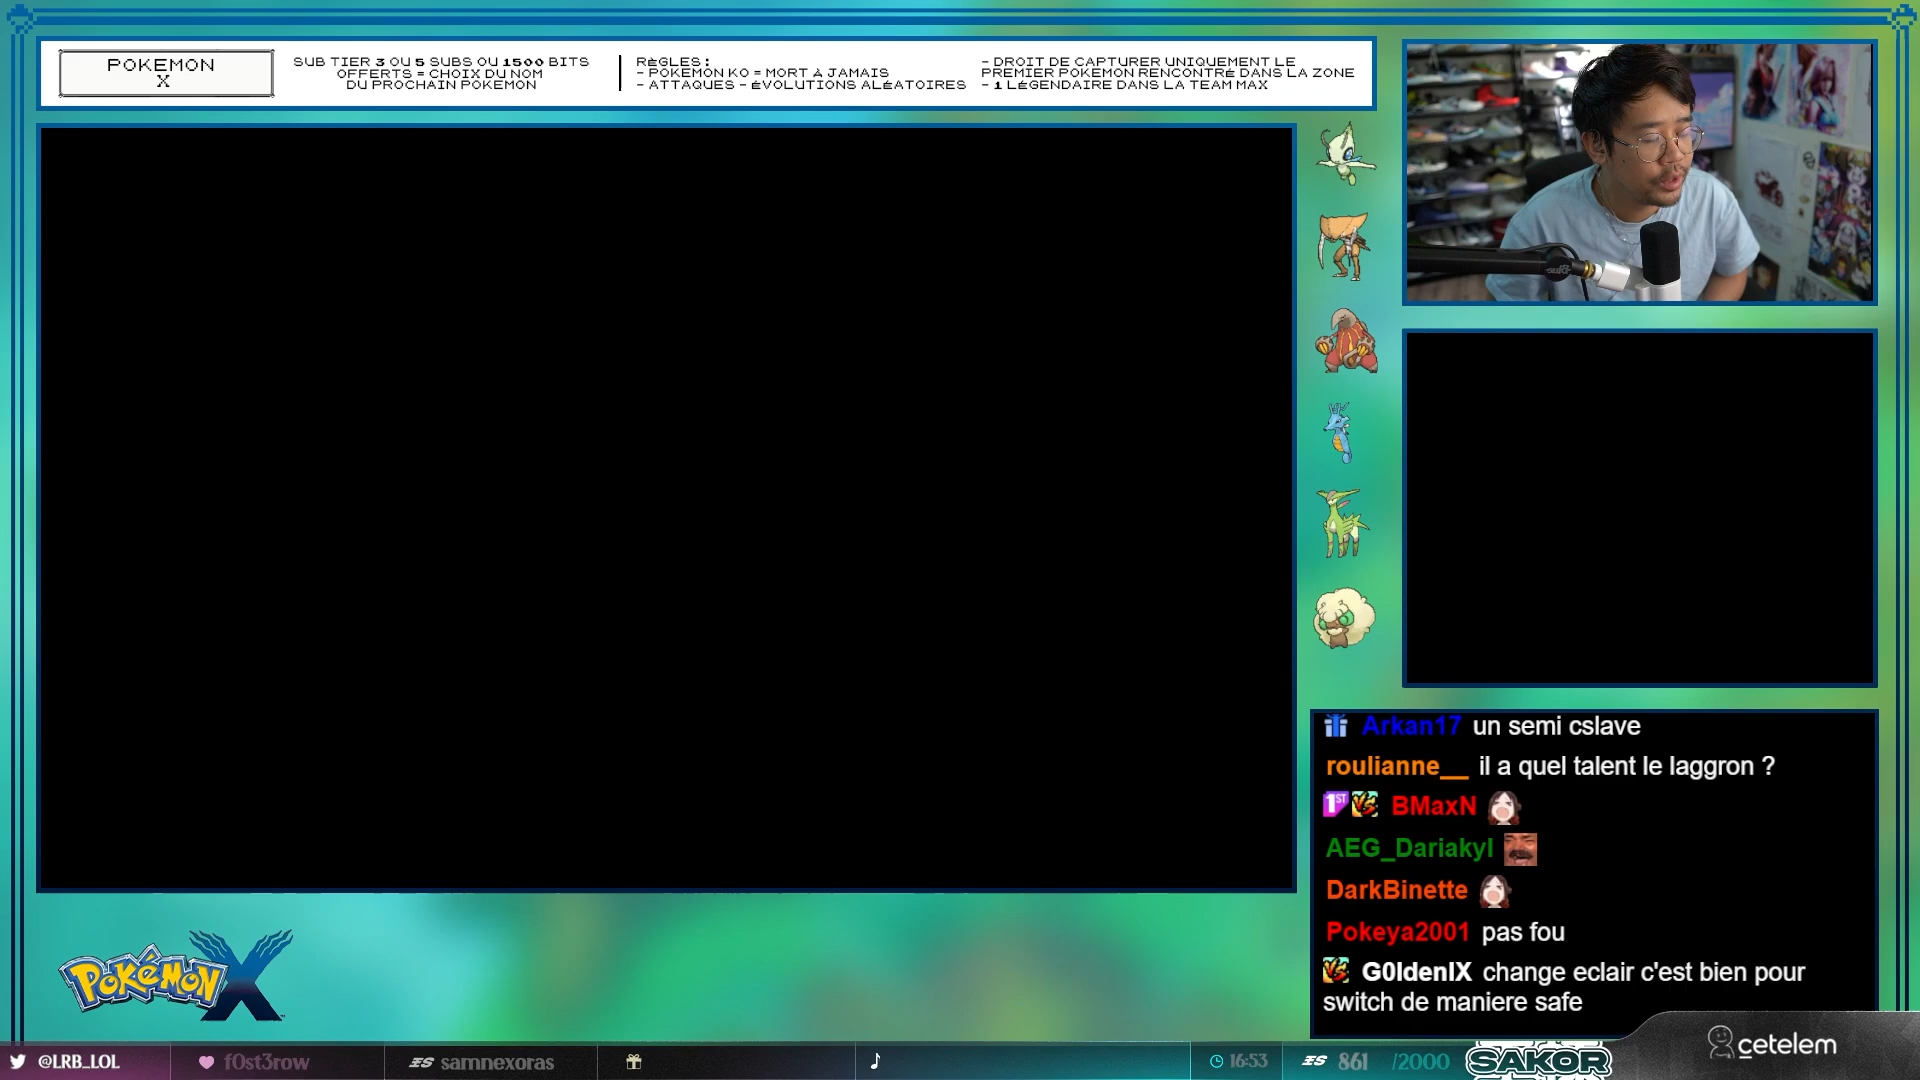 POKEMON
X
SUB TIER 3 OU 5 SUBS OU 1500 BITS
OFFERTS = CHOIX DU NOM
DU PROCHAIN POKEMON
RÈGLES :
- POKEMON KO = MORT À JAMAIS
- ATTAQUES - ÉVOLUTIONS ALÉATOIRES
- DROIT DE CAPTURER UNIQUEMENT LE
PREMIER POKEMON RENCONTRÉ DANS LA ZONE
- 1 LÉGENDAIRE DANS LA TEAM MAX
Arkan17 un semi cslave
roulianne__ il a quel talent le laggron ?
1ST VS BMaxN
AEG_Dariakyl
DarkBinette
Pokeya2001 pas fou
VS G0ldenIX change eclair c'est bien pour
switch de maniere safe
POKéMON X
@LRB_LOL
f0st3row
samnexoras
16:53
861 /2000
SAKOR
cetelem